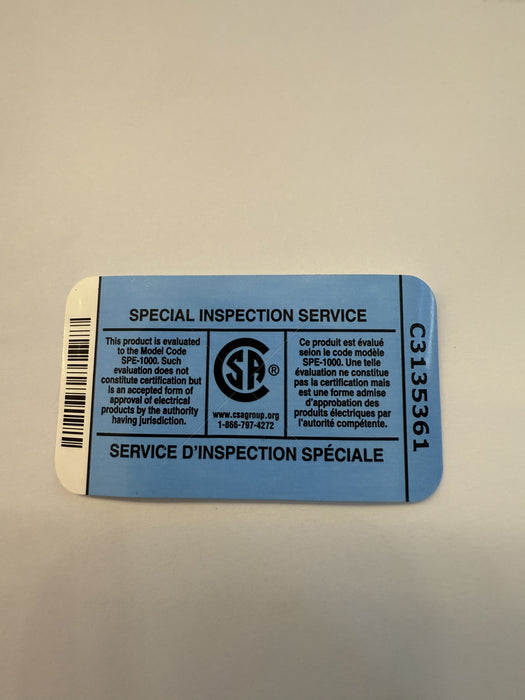 SPECIAL INSPECTION SERVICE
This product is evaluated
to the Model Code
SPE-1000. Such
evaluation does not
constitute certification but
is an accepted form of
approval of electrical
products by the authority
having jurisdiction.
CSA®
www.csagroup.org
1-866-797-4272
Ce produit est évalué
selon le code modèle
SPE-1000. Une telle
évaluation ne constitue
pas la certification mais
est une forme admise
d'approbation des
produits électriques par
l'autorité compétente.
SERVICE D'INSPECTION SPÉCIALE
C3135361